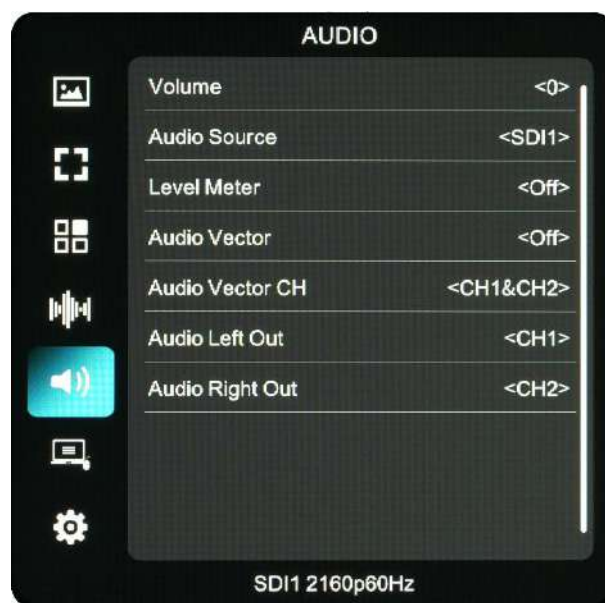 AUDIO
Volume <0>
Audio Source <SDI1>
Level Meter <Off>
Audio Vector <Off>
Audio Vector CH <CH1&CH2>
Audio Left Out <CH1>
Audio Right Out <CH2>
SDI1 2160p60Hz